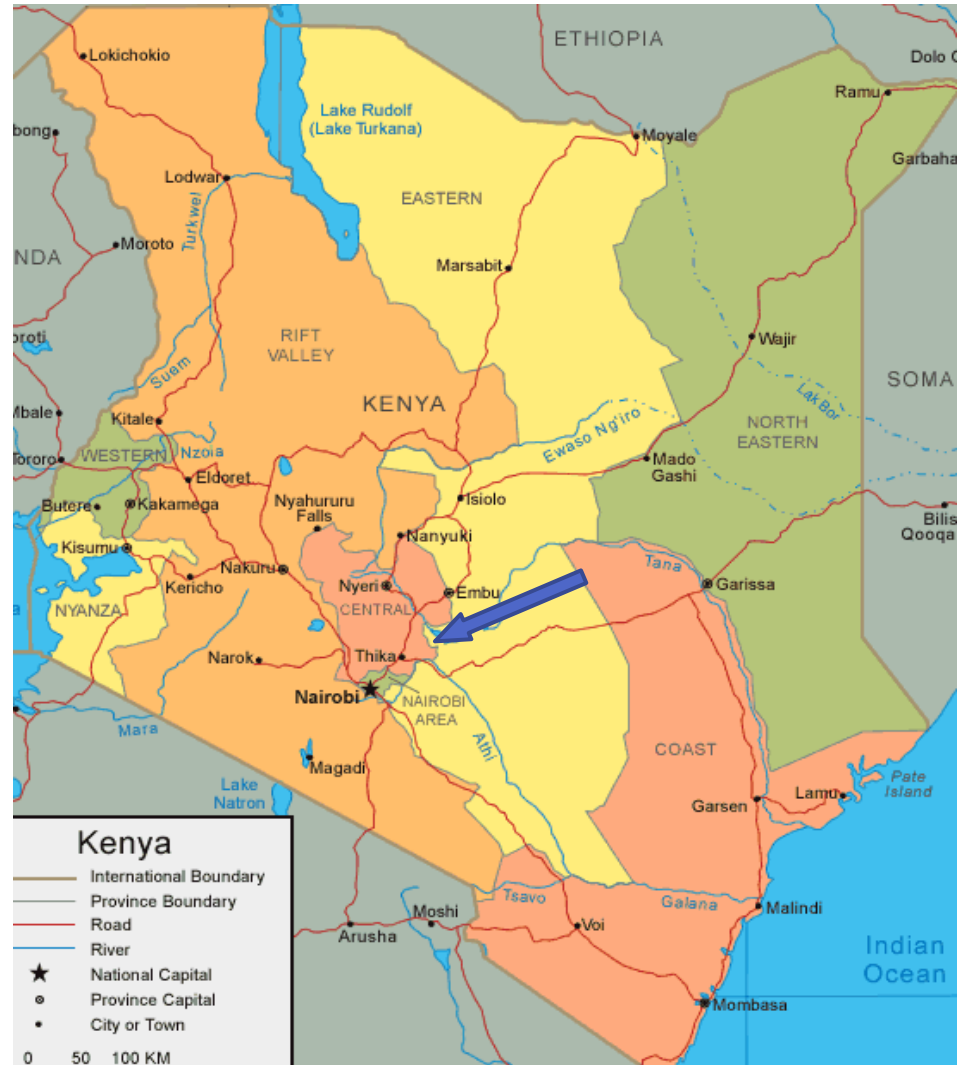 ETHIOPIA
Lokichokio
Dolo
Ramu
Lake Rudolf
(Lake Turkana)
bong
Moyale
Garbaha
Lodwar
EASTERN
Turkwel
Moroto
NDA
Marsabit
oroti
RIFT
VALLEY
Wajir
Suam
SOMA
Lak Bor
KENYA
Mbale
Kitale
NORTH
EASTERN
Ewaso Ng'iro
WESTERN
Nzoia
Tororo
Mado
Gashi
Eldoret
Isiolo
Nyahururu
Falls
Butere
Kakamega
Bilis
Qooqa
Nanyuki
Kisumu
Nakuru
Tana
Kericho
Nyeri
Embu
Garissa
NYANZA
CENTRAL
Narok
Thika
Nairobi
NAIROBI
AREA
Mara
Athi
COAST
Magadi
Pate
Island
Lake
Natron
Lamu
Garsen
Kenya
International Boundary
Province Boundary
Road
River
National Capital
Province Capital
City or Town
0 50 100 KM
Tsavo
Galana
Malindi
Moshi
Arusha
Voi
Indian
Ocean
Mombasa